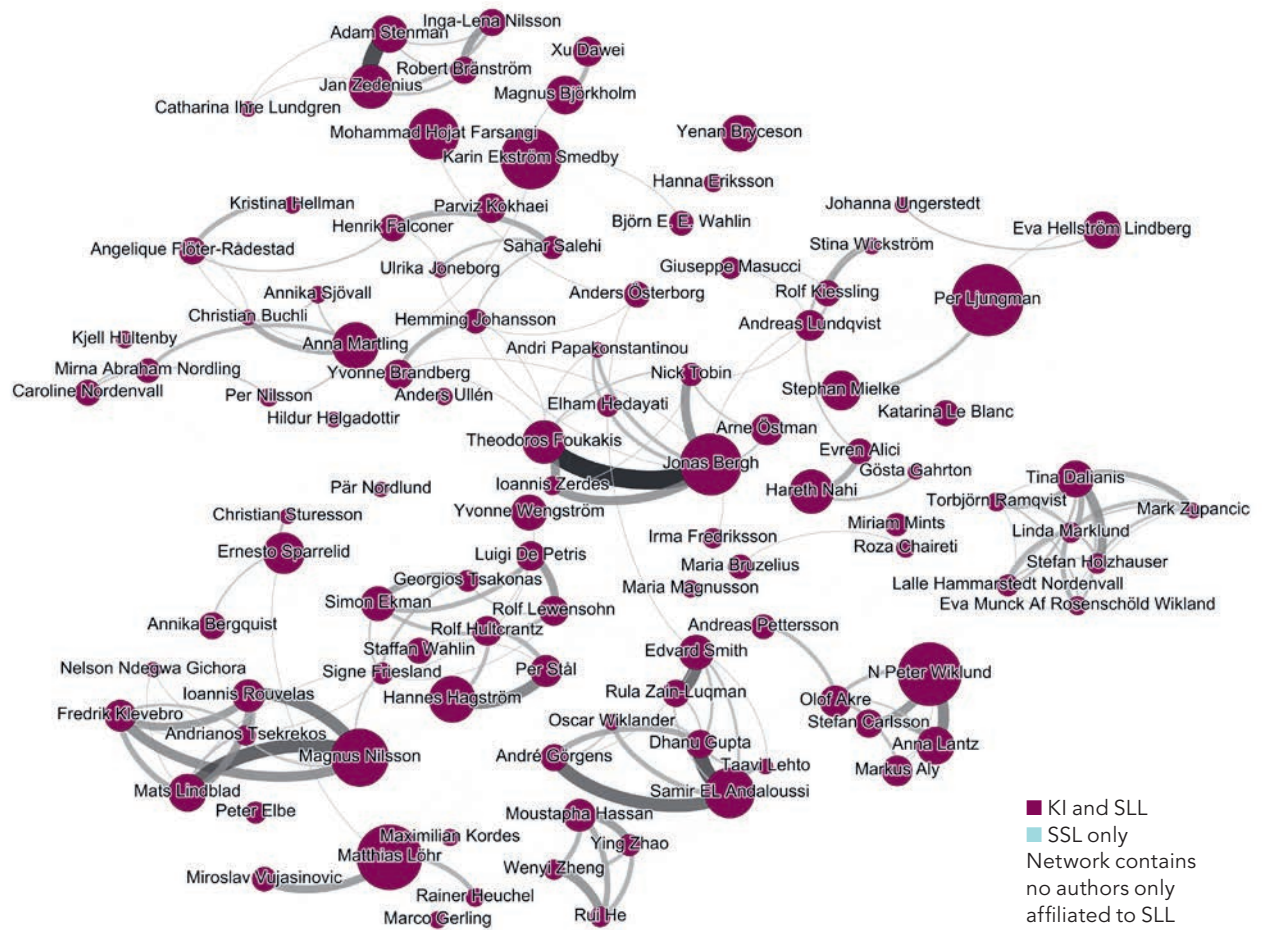 Inga-Lena Nilsson
Adam Stenman
Xu Dawei
Robert Bränström
Jan Zedenius
Magnus Björkholm
Catharina Ihre Lundgren
Mohammad Hojat Farsangi
Yenan Bryceson
Karin Ekström Smedby
Hanna Eriksson
Kristina Hellman
Parviz Kokhaei
Johanna Ungerstedt
Henrik Falconer
Björn E. E. Wahlin
Eva Hellström Lindberg
Angelique Flöter-Rådestad
Sahar Salehi
Stina Wickström
Ulrika Joneborg
Giuseppe Masucci
Annika Sjövall
Anders Österborg
Rolf Kiessling
Per Ljungman
Christian Buchli
Hemming Johansson
Andreas Lundqvist
Kjell Hultenby
Anna Martling
Andri Papakonstantinou
Mirna Abraham Nordling
Yvonne Brandberg
Nick Tobin
Caroline Nordenvall
Per Nilsson
Anders Ullén
Stephan Mielke
Elham Hedayati
Hildur Helgadottir
Katarina Le Blanc
Arne Östman
Theodoros Foukakis
Evren Alici
Jonas Bergh
Gösta Gahrton
Tina Dalianis
Pär Nordlund
Ioannis Zerdes
Hareth Nahi
Torbjörn Ramqvist
Mark Zupancic
Christian Sturesson
Yvonne Wengström
Miriam Mints
Linda Marklund
Irma Fredriksson
Ernesto Sparrelid
Luigi De Petris
Roza Chaireti
Stefan Holzhauser
Maria Bruzelius
Georgios Tsakonas
Lalle Hammarstedt Nordenvall
Maria Magnusson
Simon Ekman
Rolf Lewensohn
Eva Munck Af Rosenschöld Wikland
Annika Bergquist
Rolf Hultcrantz
Andreas Pettersson
Staffan Wahlin
Edvard Smith
Nelson Ndegwa Gichora
Signe Friesland
Per Stål
N Peter Wiklund
Ioannis Rouvelas
Hannes Hagström
Rula Zain-Luqman
Olof Akre
Fredrik Klevebro
Oscar Wiklander
Stefan Carlsson
Andrianos Tsekrekos
Dhanu Gupta
Anna Lantz
Magnus Nilsson
André Görgens
Taavi Lehto
Markus Aly
Mats Lindblad
Samir EL Andaloussi
Peter Elbe
Moustapha Hassan
Maximilian Kordes
Ying Zhao
Matthias Löhr
Wenyi Zheng
Miroslav Vujasinovic
Rainer Heuchel
Marco Gerling
Rui He
KI and SLL
SSL only
Network contains
no authors only
affiliated to SLL